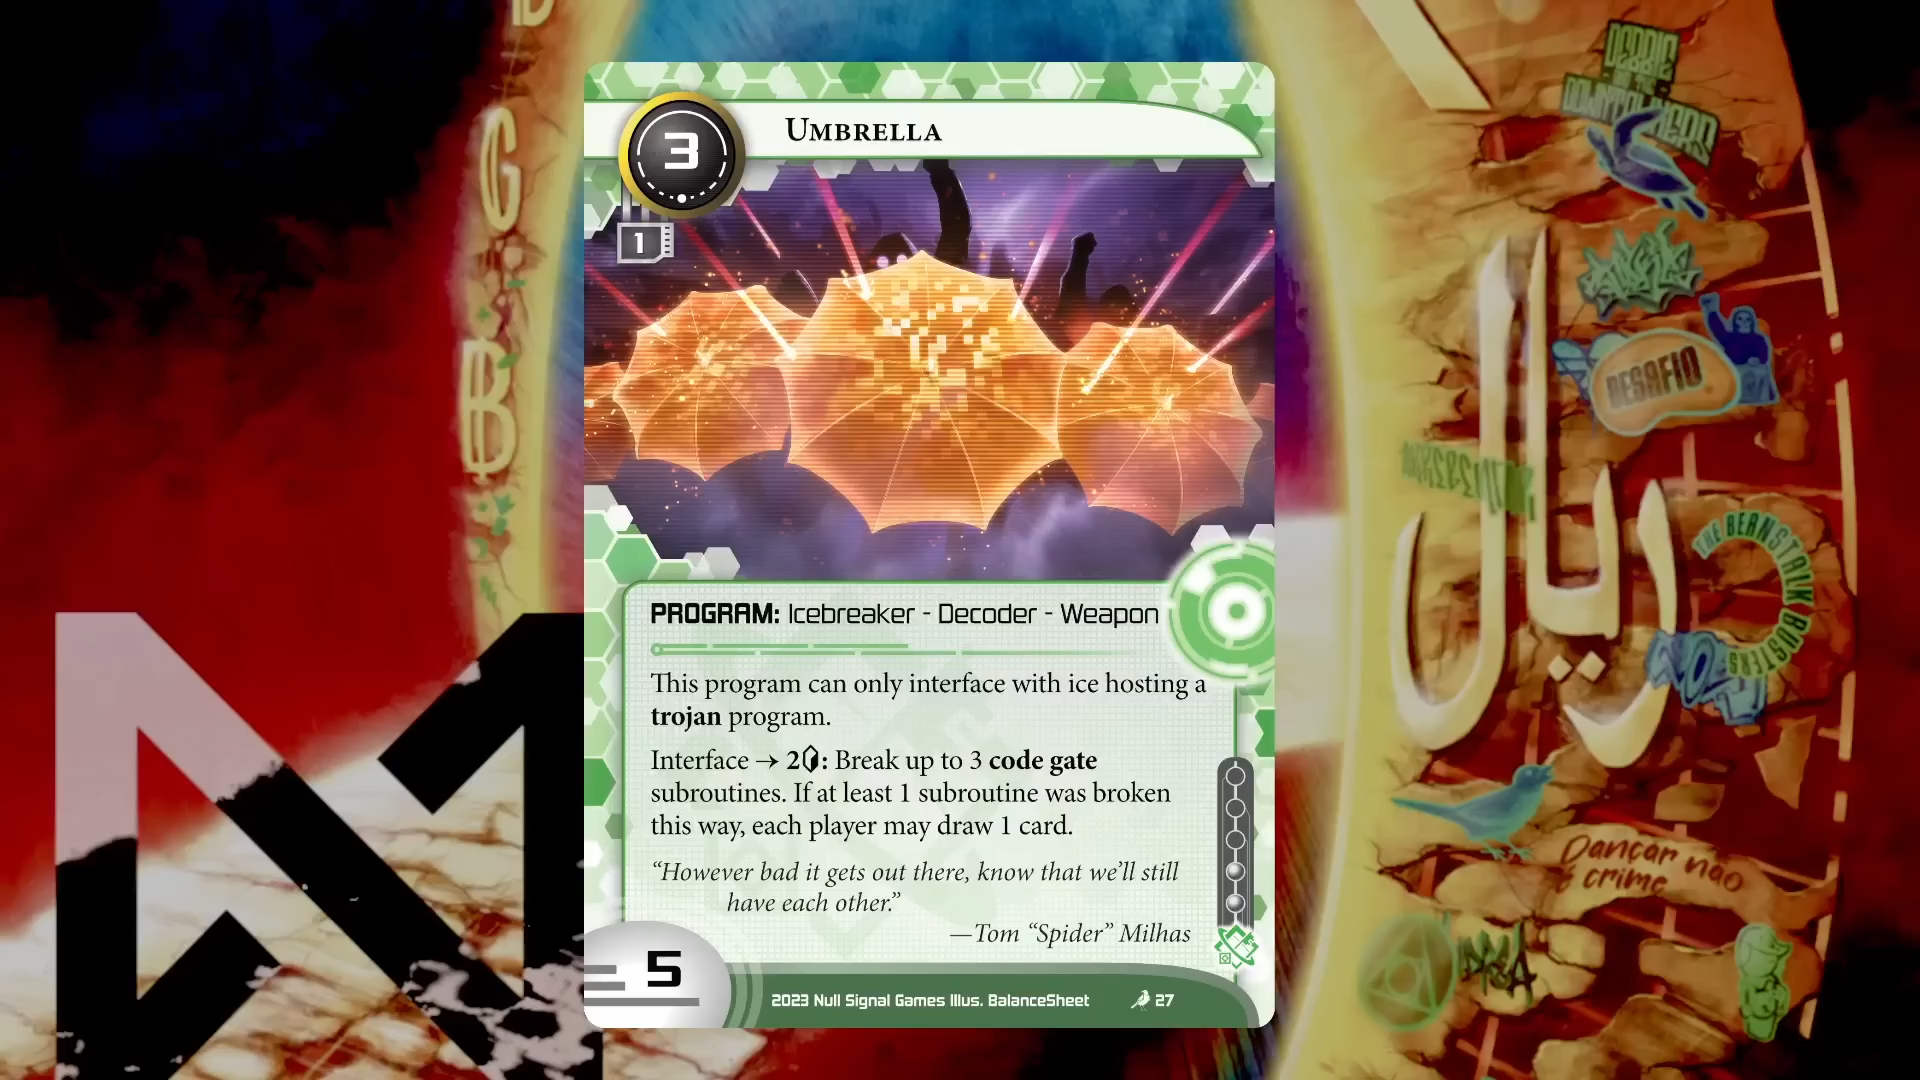 UMBRELLA
3
1
PROGRAM: Icebreaker - Decoder - Weapon
This program can only interface with ice hosting a
trojan program.
Interface → 2: Break up to 3 code gate
subroutines. If at least 1 subroutine was broken
this way, each player may draw 1 card.
“However bad it gets out there, know that we’ll still
have each other.”
—Tom “Spider” Milhas
5
2023 Null Signal Games Illus. BalanceSheet
27
G
B
DEBBIE
DOWNPOLKERS
DESAFIO
ريال
THE BEANSTALK BUSTERS
Dançar não
é crime